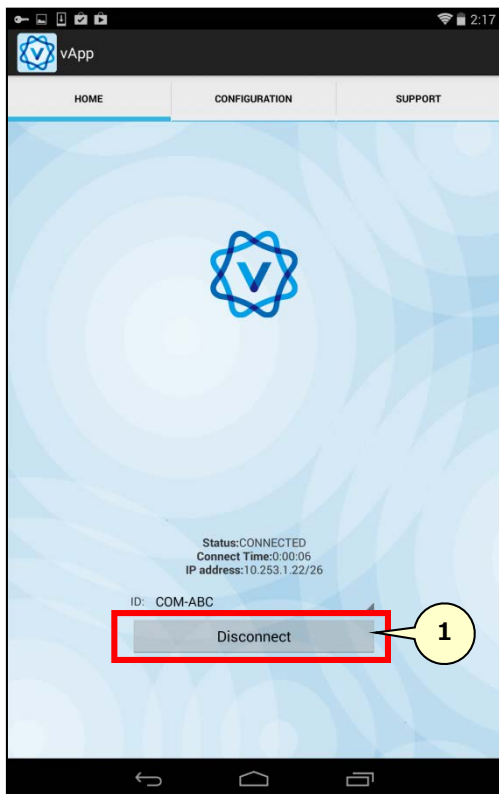 2:17
vApp
HOME CONFIGURATION SUPPORT
V
Status:CONNECTED
Connect Time:0:00:06
IP address:10.253.1.22/26
ID: COM-ABC
Disconnect
1